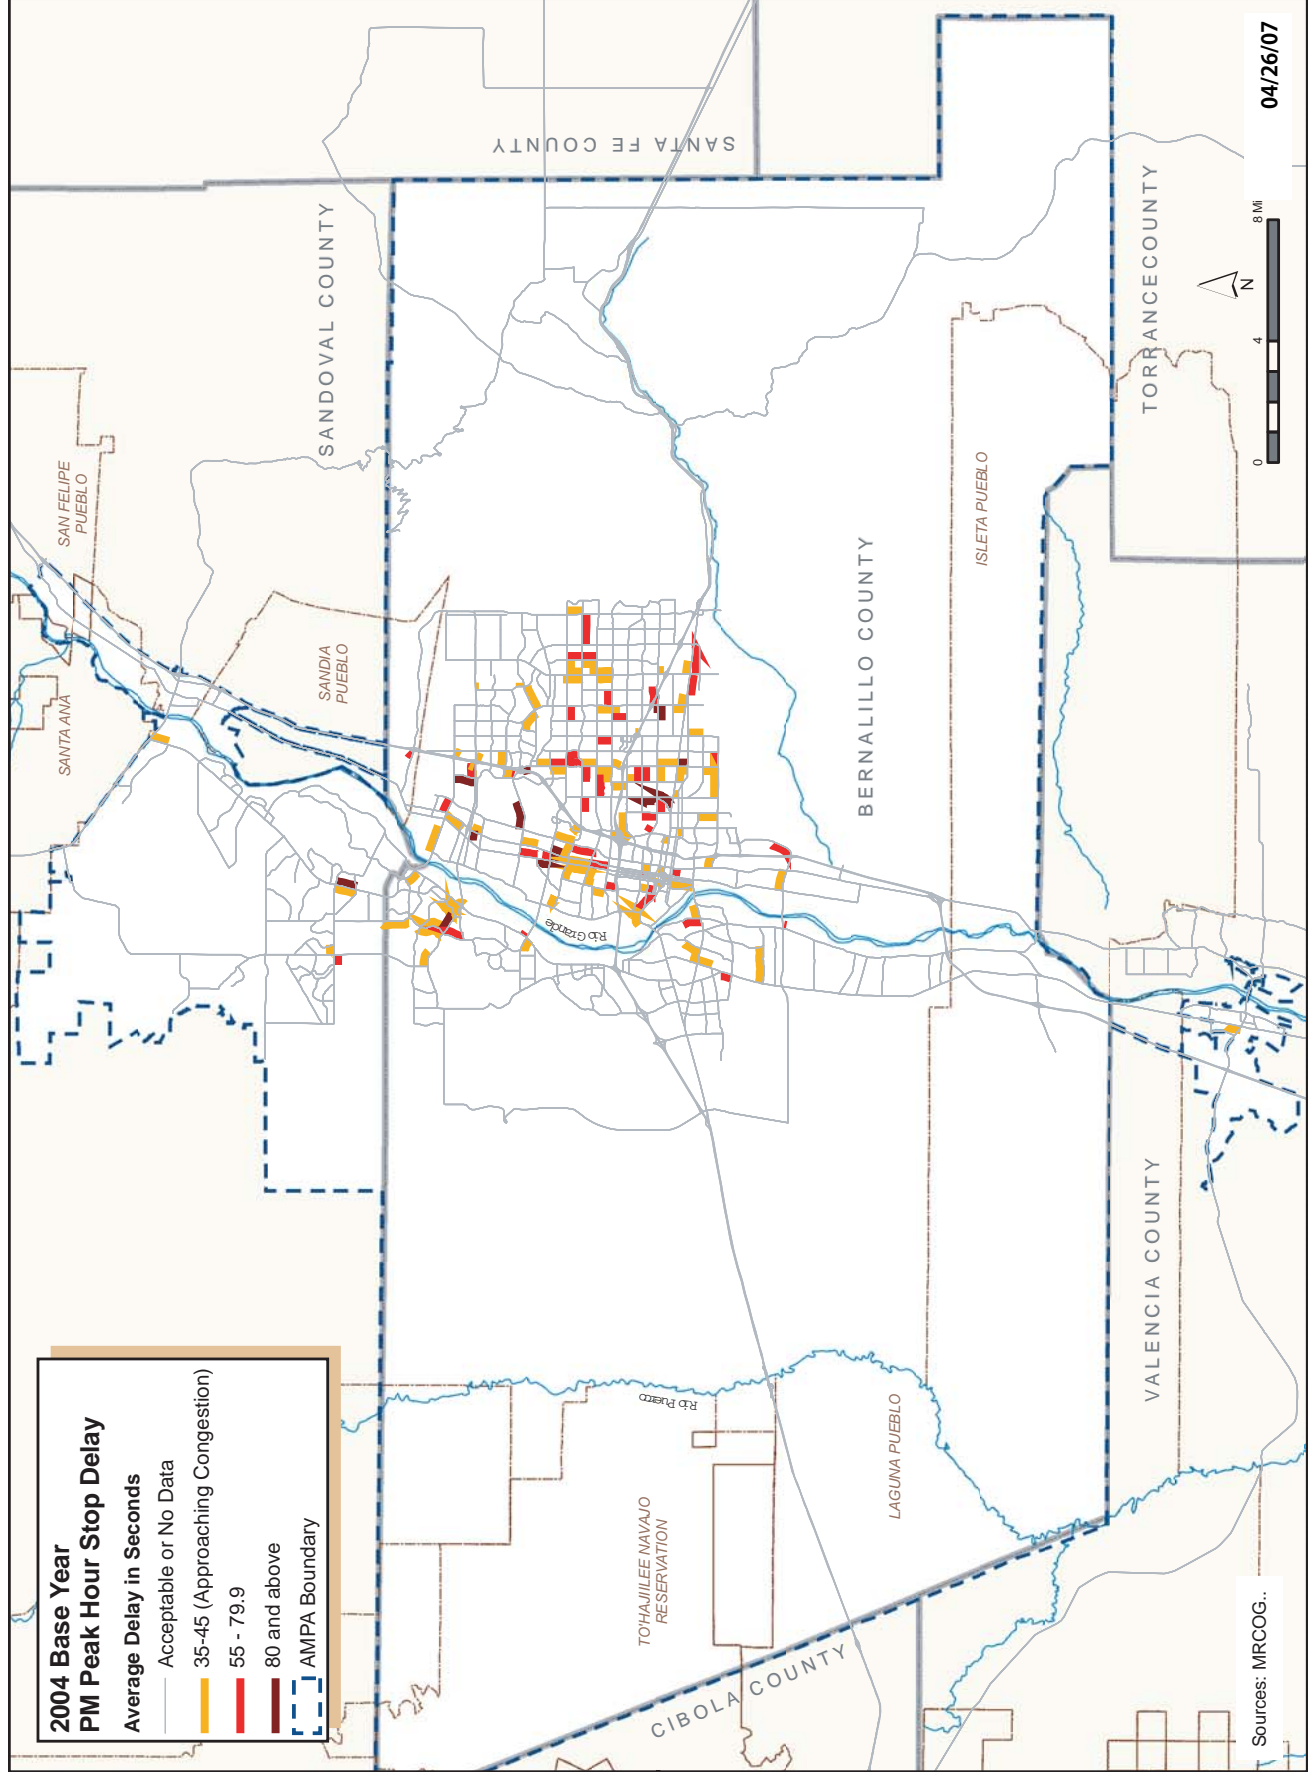 2004 Base Year
PM Peak Hour Stop Delay
Average Delay in Seconds
Acceptable or No Data
35-45 (Approaching Congestion)
55 - 79.9
80 and above
AMPA Boundary
SANTA ANA
SAN FELIPE
PUEBLO
SANDIA
PUEBLO
SANDOVAL COUNTY
SANTA FE COUNTY
Rio Grande
Rio Puerco
TO'HAJIILEE NAVAJO
RESERVATION
CIBOLA COUNTY
LAGUNA PUEBLO
BERNALILLO COUNTY
ISLETA PUEBLO
VALENCIA COUNTY
TORRANCECOUNTY
N
0
4
8 Mi
Sources: MRCOG..
04/26/07